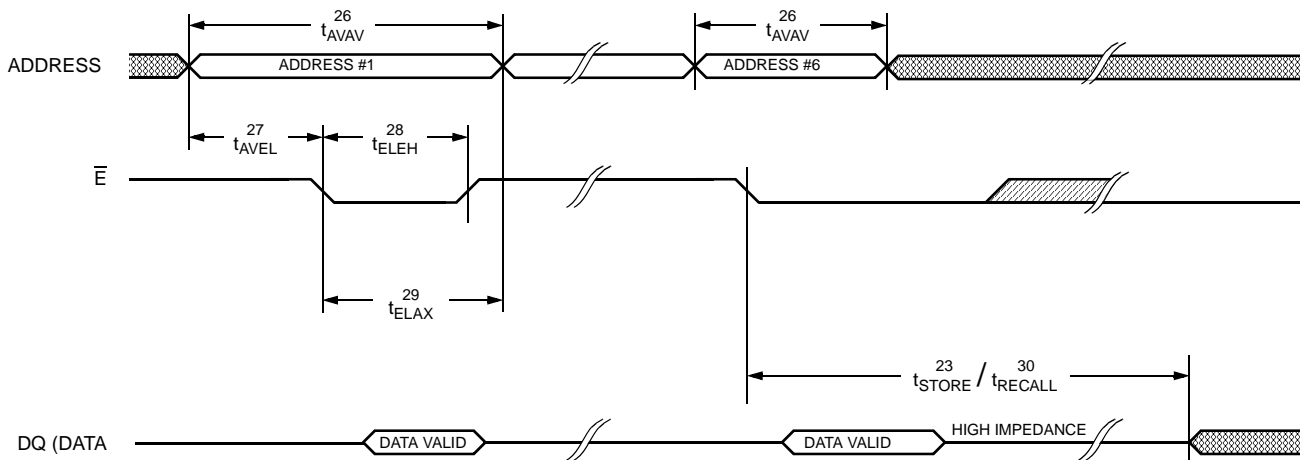 26 26
tAVAV tAVAV
ADDRESS ADDRESS #1 ADDRESS #6
27 28
tAVEL tELEH
E
29
tELAX
23 30
tSTORE / tRECALL
DQ (DATA DATA VALID DATA VALID HIGH IMPEDANCE